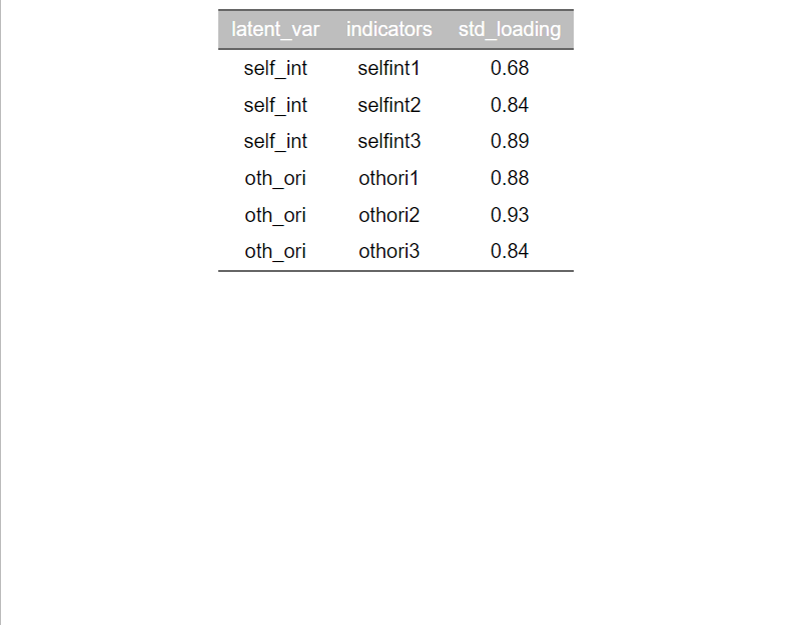 latent_var indicators std_loading
self_int selfint1 0.68
self_int selfint2 0.84
self_int selfint3 0.89
oth_ori othori1 0.88
oth_ori othori2 0.93
oth_ori othori3 0.84